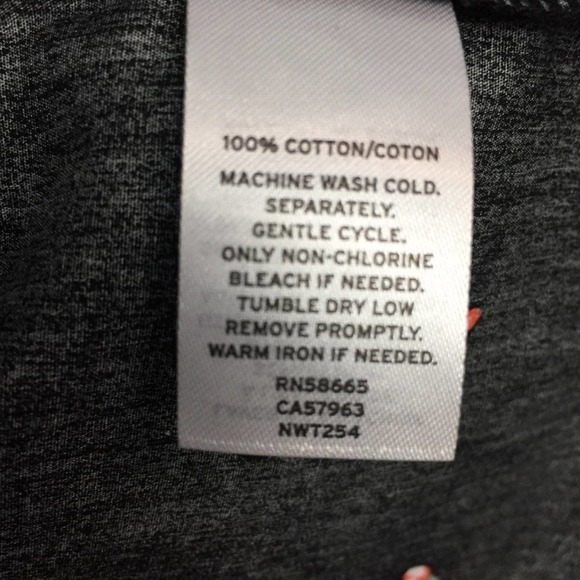 100% COTTON/COTON
MACHINE WASH COLD.
SEPARATELY.
GENTLE CYCLE.
ONLY NON-CHLORINE
BLEACH IF NEEDED.
TUMBLE DRY LOW
REMOVE PROMPTLY.
WARM IRON IF NEEDED.
RN58665
CA57963
NWT254